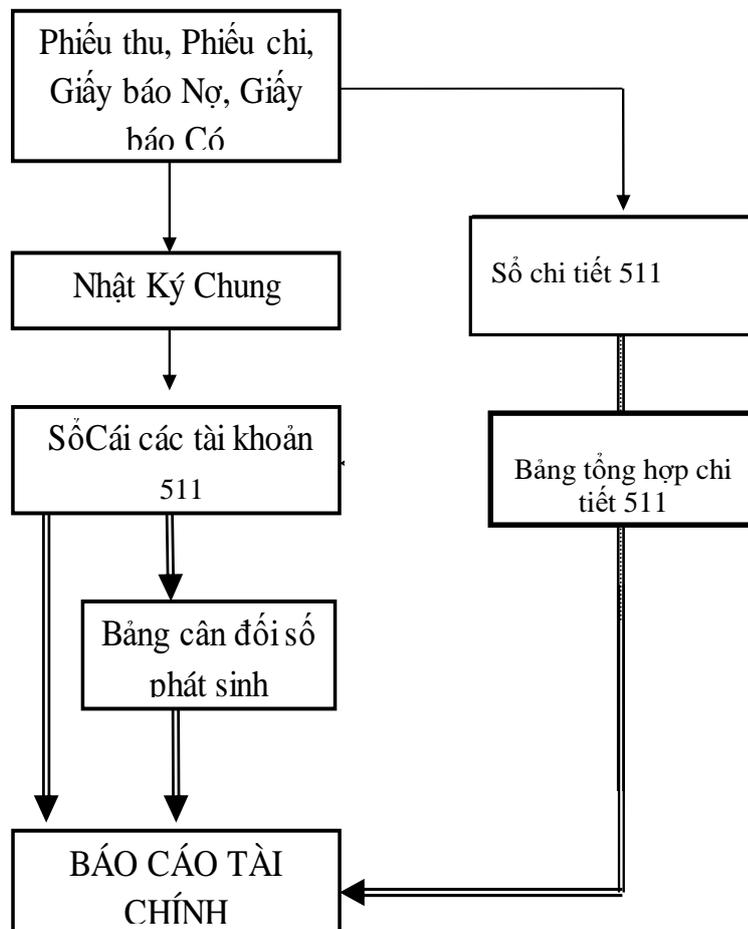 Phiếu thu, Phiếu chi,
Giấy báo Nợ, Giấy
báo Có
Nhật Ký Chung
Sổ chi tiết 511
SổCái các tài khoản
511
Bảng tổng hợp chi
tiết 511
Bảng cân đối số
phát sinh
BÁO CÁO TÀI
CHÍNH